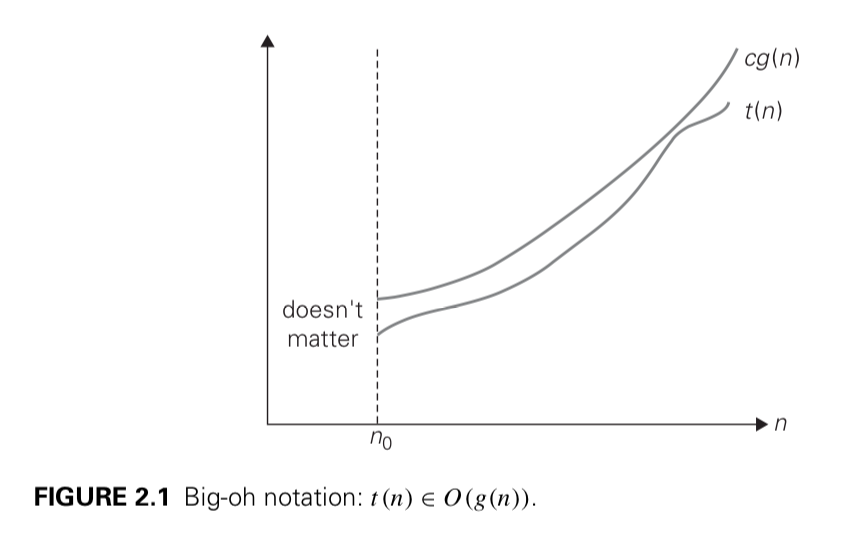 cg(n)
t(n)
doesn't
matter
n
n₀
FIGURE 2.1 Big-oh notation: t(n) ∈ O(g(n)).